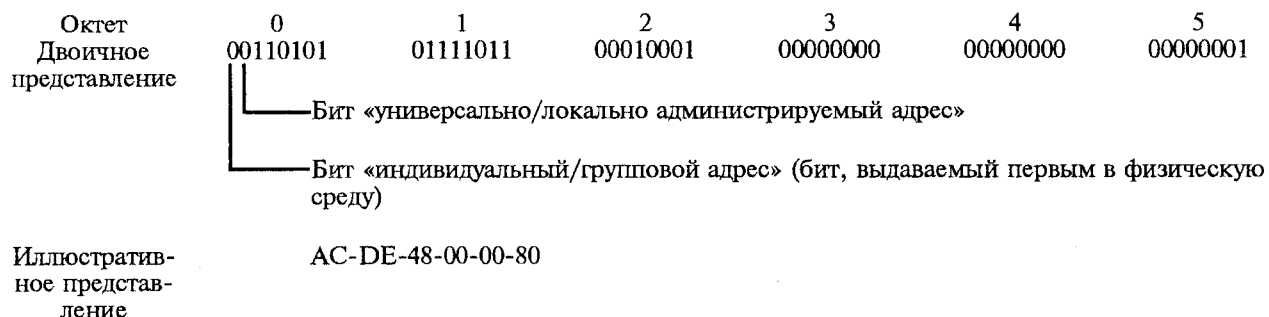 Октет 0 1 2 3 4 5
Двоичное 00110101 01111011 00010001 00000000 00000000 00000001
представление
Бит «универсально/локально администрируемый адрес»
Бит «индивидуальный/групповой адрес» (бит, выдаваемый первым в физическую
среду)
Иллюстратив- AC-DE-48-00-00-80
ное представ-
ление